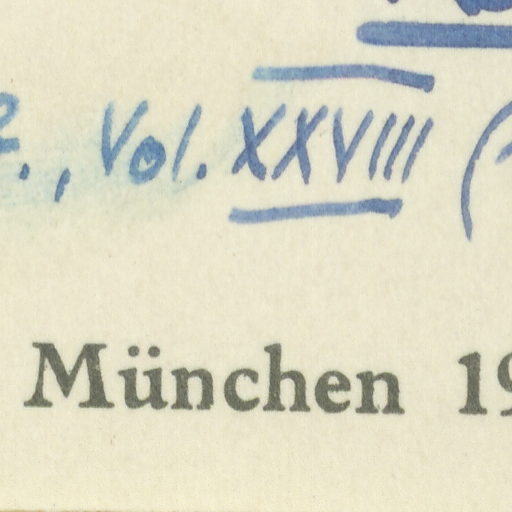 ., Vol. XXVIII (
München 19